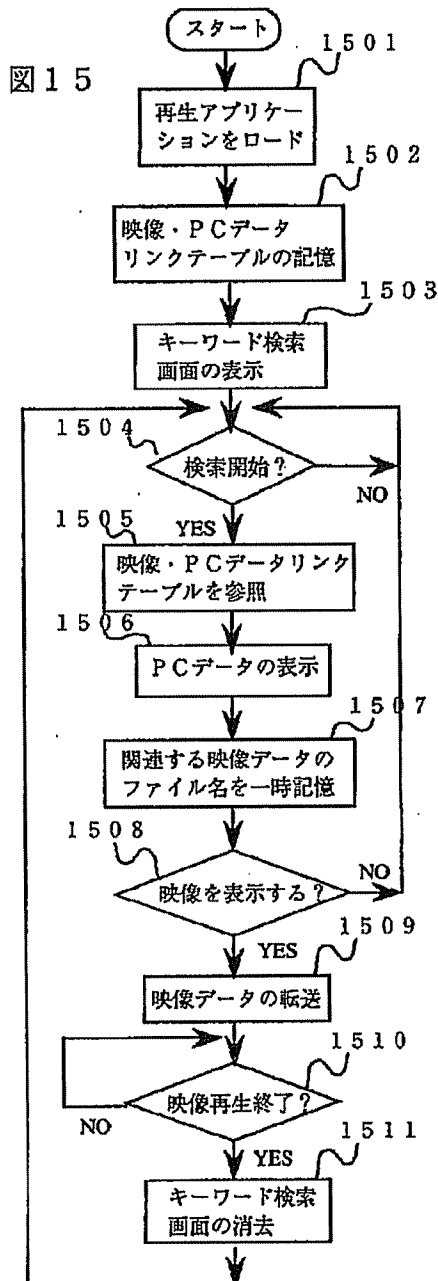 スタート
1501
図15
再生アプリケー
ションをロード
1502
映像・PCデータ
リンクテーブルの記憶
1503
キーワード検索
画面の表示
1504
検索開始?
NO
YES
1505
映像・PCデータリンク
テーブルを参照
1506
PCデータの表示
1507
関連する映像データの
ファイル名を一時記憶
1508
映像を表示する?
NO
YES
1509
映像データの転送
1510
映像再生終了?
NO
YES
1511
キーワード検索
画面の消去